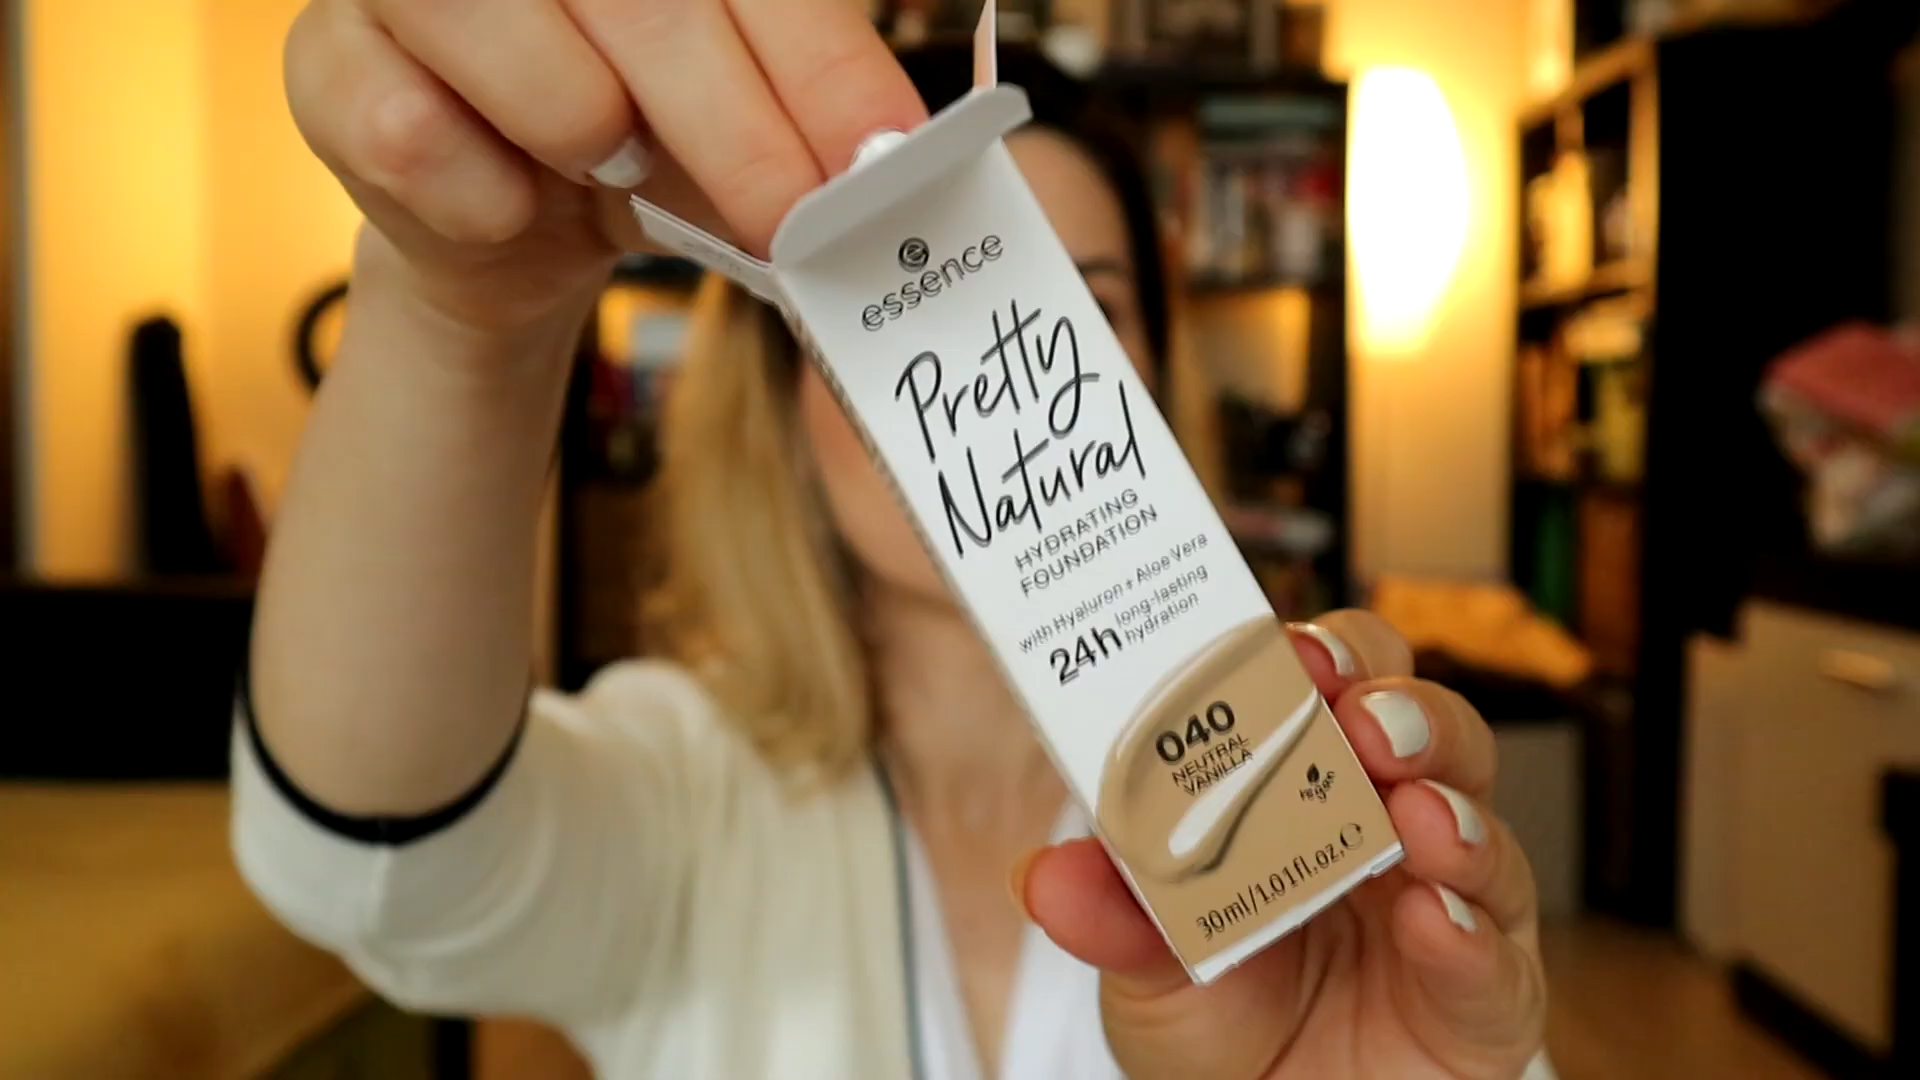 essence
Pretty
Natural
HYDRATING
FOUNDATION
with Hyaluron + Aloe Vera
24h long-lasting
hydration
040
NEUTRAL
VANILLA
vegan
30ml/1.01fl.oz.℮